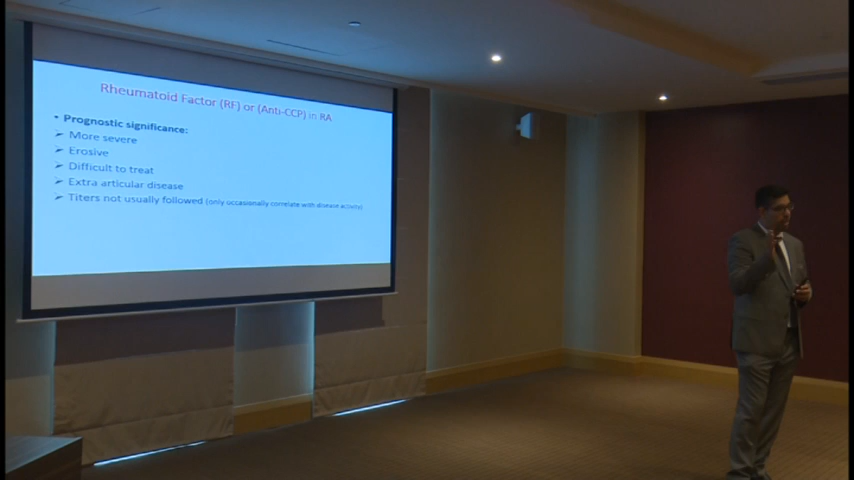 Rheumatoid Factor (RF) or (Anti-CCP) in RA
• Prognostic significance:
➢ More severe
➢ Erosive
➢ Difficult to treat
➢ Extra articular disease
➢ Titers not usually followed (only occasionally correlate with disease activity)